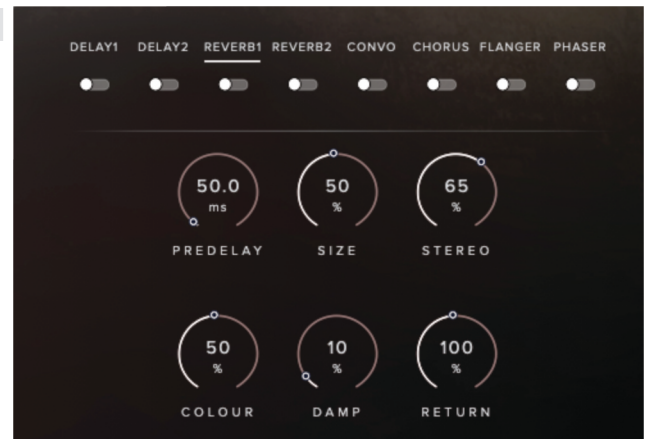 DELAY1 DELAY2 REVERB1 REVERB2 CONVO CHORUS FLANGER PHASER
50.0 50 65
ms % %
PREDELAY SIZE STEREO
50 10 100
% % %
COLOUR DAMP RETURN